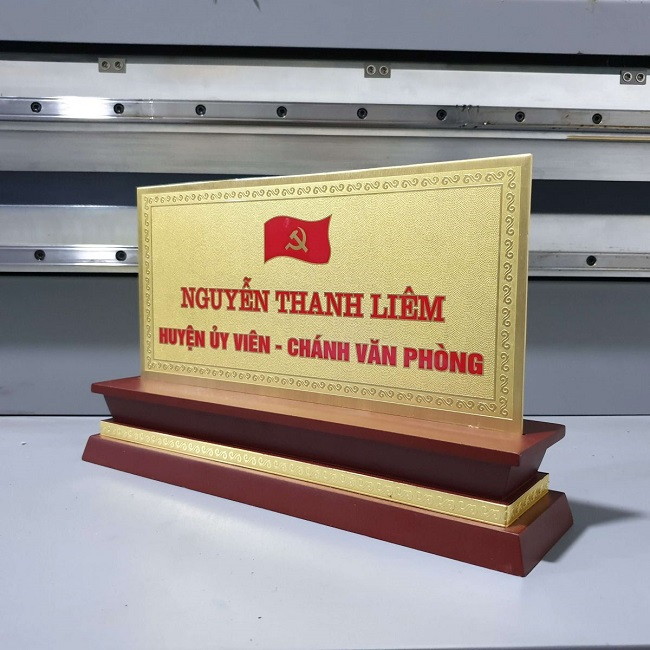 NGUYỄN THANH LIÊM
HUYỆN ỦY VIÊN - CHÁNH VĂN PHÒNG